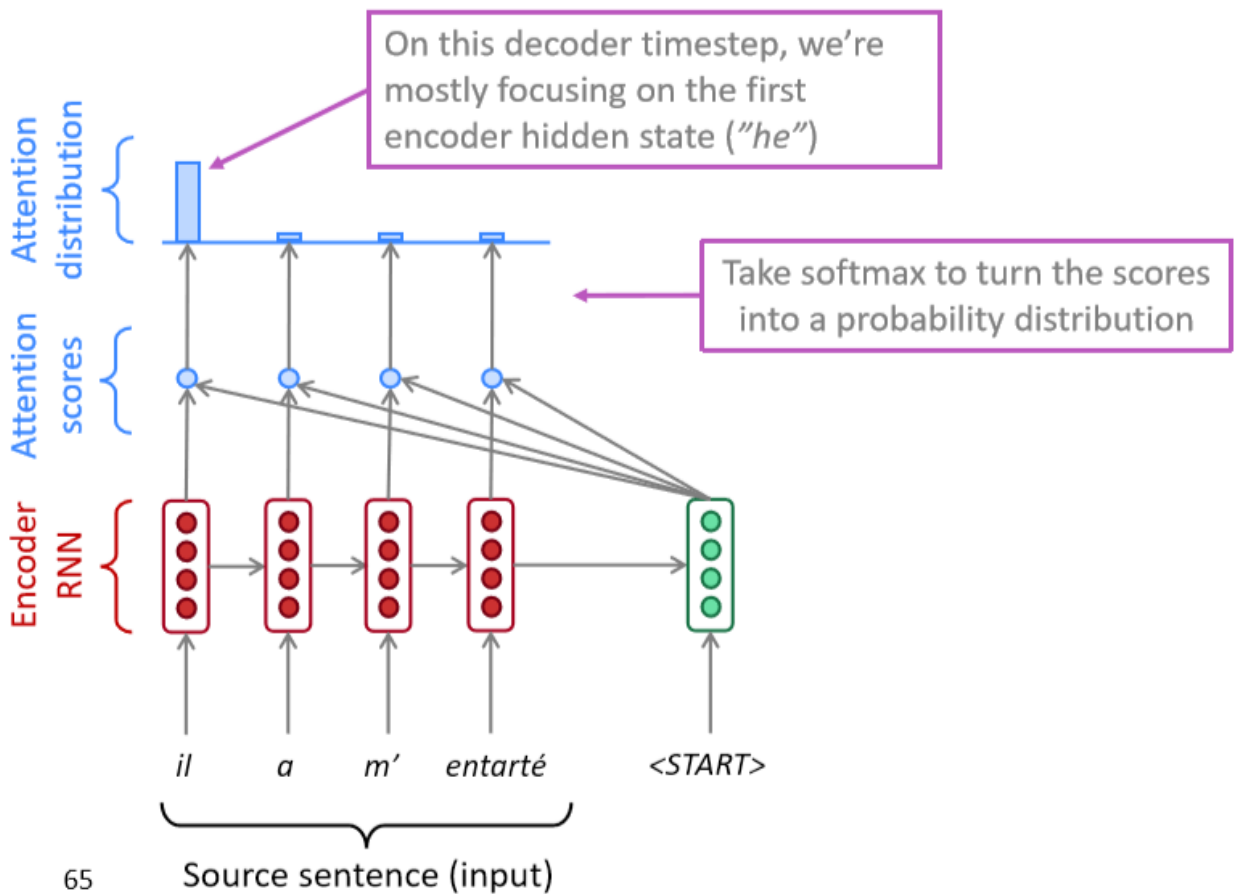 On this decoder timestep, we’re
mostly focusing on the first
encoder hidden state (”he”)
Attention
distribution
Take softmax to turn the scores
into a probability distribution
Attention
scores
Encoder
RNN
il a m’ entarté <START>
Source sentence (input)
65